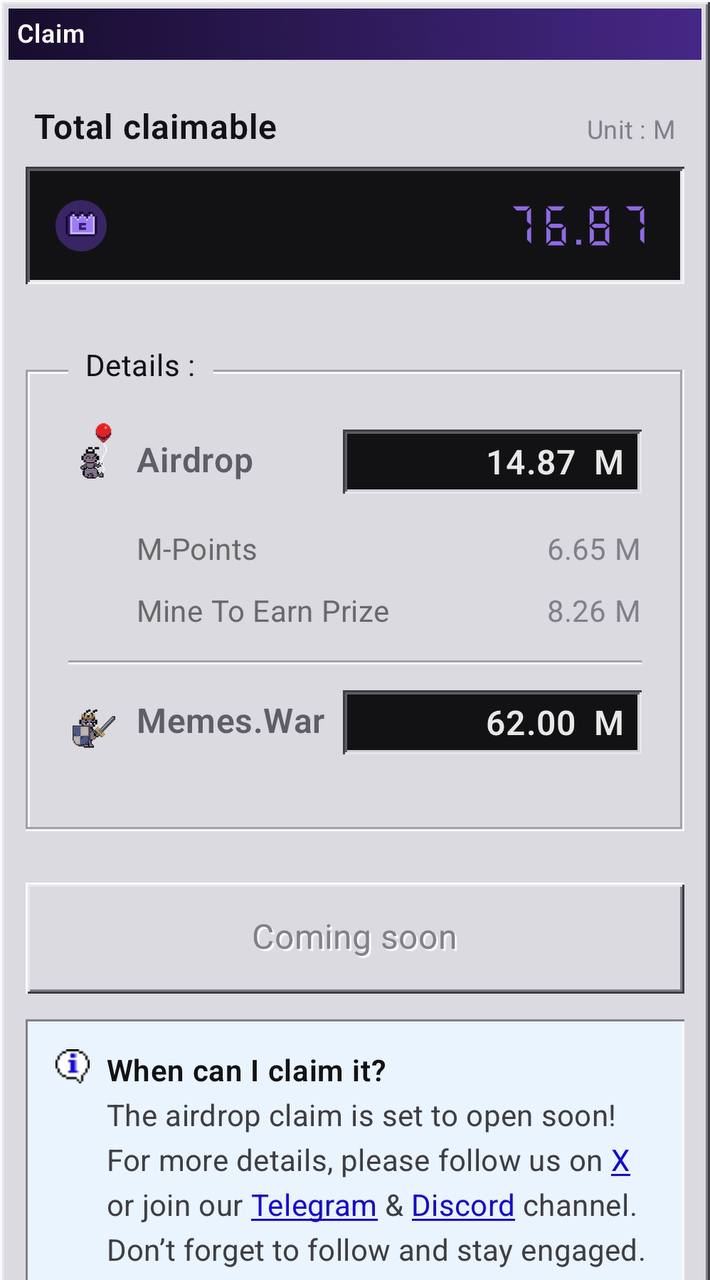 Claim
Total claimable
Unit : M
76.87
Details :
Airdrop
14.87 M
M-Points
6.65 M
Mine To Earn Prize
8.26 M
Memes.War
62.00 M
Coming soon
When can I claim it?
The airdrop claim is set to open soon!
For more details, please follow us on X
or join our Telegram & Discord channel.
Don’t forget to follow and stay engaged.